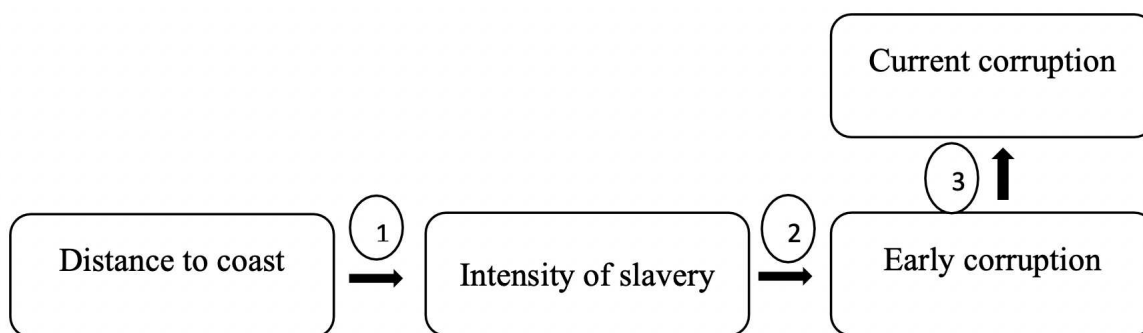 Current corruption
3
1
2
Distance to coast
Intensity of slavery
Early corruption